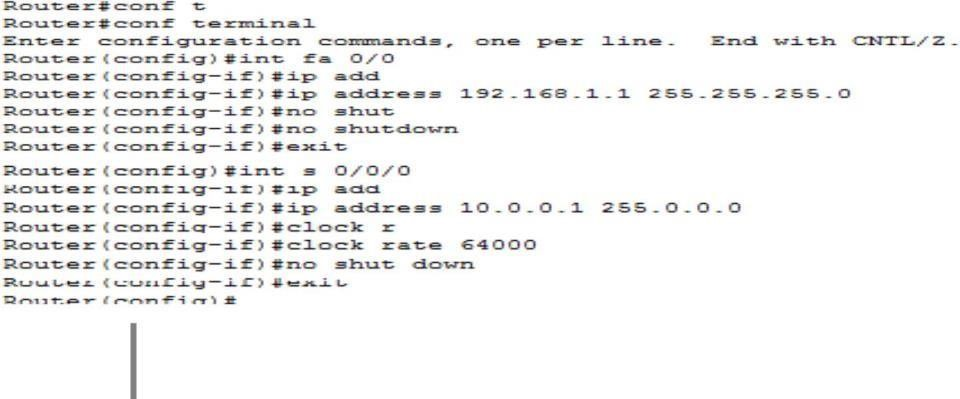 Router#conf t
Router#conf terminal
Enter configuration commands, one per line.  End with CNTL/Z.
Router(config)#int fa 0/0
Router(config-if)#ip add
Router(config-if)#ip address 192.168.1.1 255.255.255.0
Router(config-if)#no shut
Router(config-if)#no shutdown
Router(config-if)#exit
Router(config)#int s 0/0/0
Router(config-if)#ip add
Router(config-if)#ip address 10.0.0.1 255.0.0.0
Router(config-if)#clock r
Router(config-if)#clock rate 64000
Router(config-if)#no shut down
Router(config-if)#exit
Router(config)#